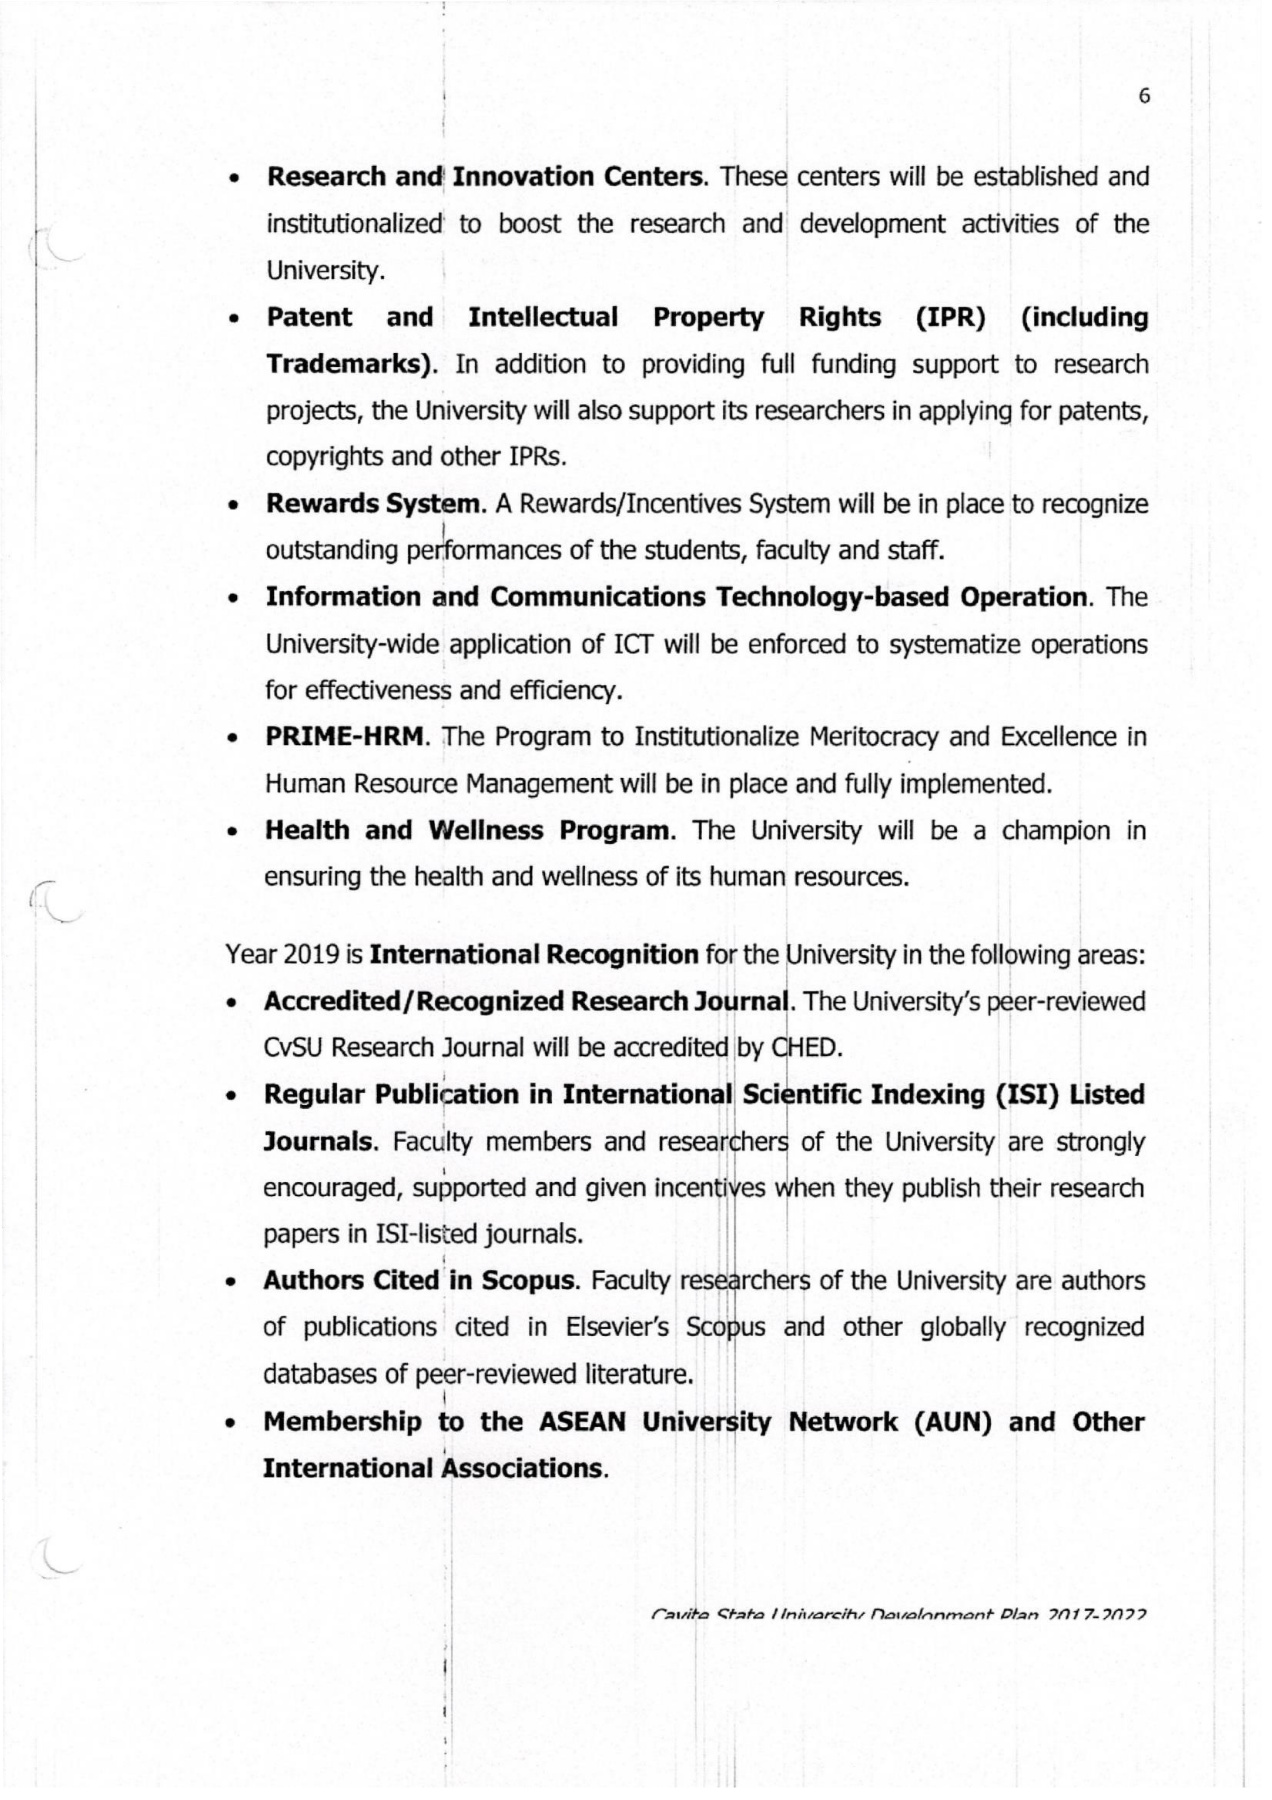 6
• Research and Innovation Centers. These centers will be established and
institutionalized to boost the research and development activities of the
University.
• Patent and Intellectual Property Rights (IPR) (including
Trademarks). In addition to providing full funding support to research
projects, the University will also support its researchers in applying for patents,
copyrights and other IPRs.
• Rewards System. A Rewards/Incentives System will be in place to recognize
outstanding performances of the students, faculty and staff.
• Information and Communications Technology-based Operation. The
University-wide application of ICT will be enforced to systematize operations
for effectiveness and efficiency.
• PRIME-HRM. The Program to Institutionalize Meritocracy and Excellence in
Human Resource Management will be in place and fully implemented.
• Health and Wellness Program. The University will be a champion in
ensuring the health and wellness of its human resources.
Year 2019 is International Recognition for the University in the following areas:
• Accredited/Recognized Research Journal. The University's peer-reviewed
CvSU Research Journal will be accredited by CHED.
• Regular Publication in International Scientific Indexing (ISI) Listed
Journals. Faculty members and researchers of the University are strongly
encouraged, supported and given incentives when they publish their research
papers in ISI-listed journals.
• Authors Cited in Scopus. Faculty researchers of the University are authors
of publications cited in Elsevier's Scopus and other globally recognized
databases of peer-reviewed literature.
• Membership to the ASEAN University Network (AUN) and Other
International Associations.
Cavite State University Development Plan 2017-2022